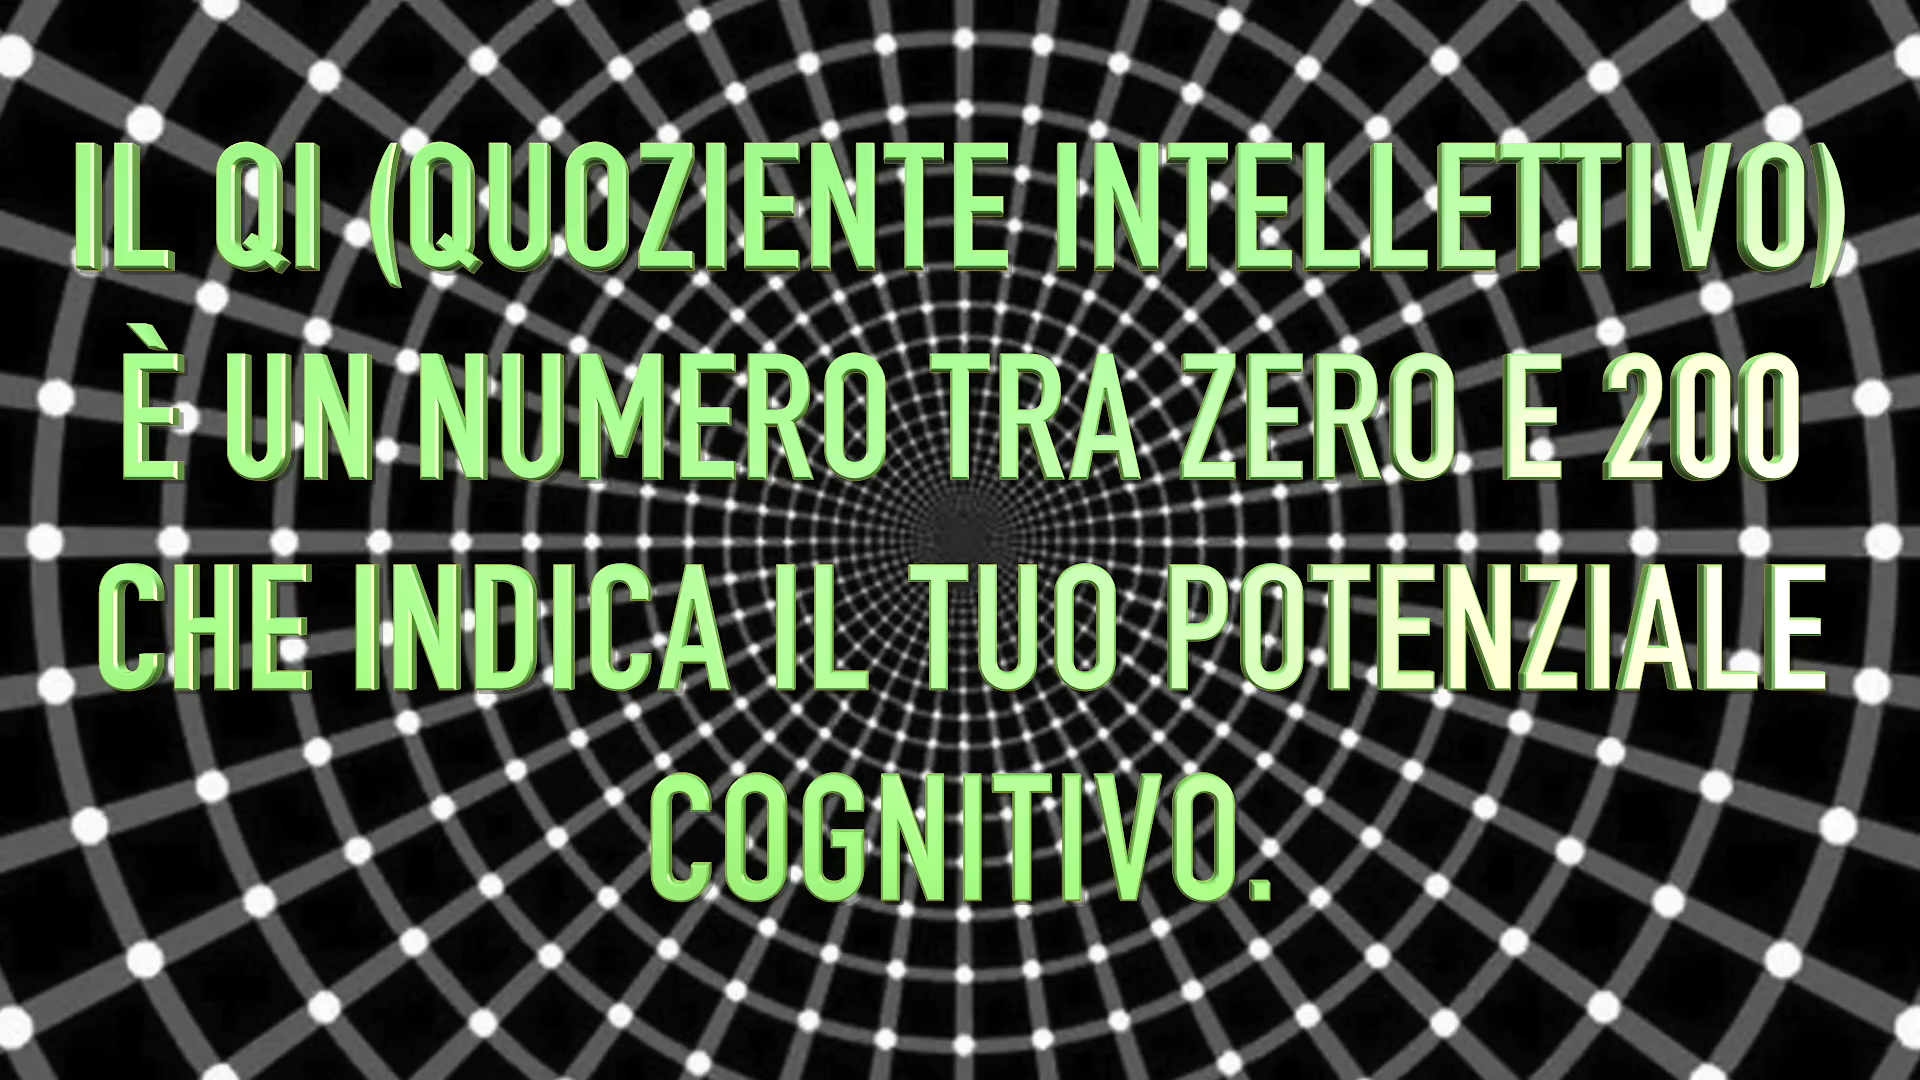 IL QI (QUOZIENTE INTELLETTIVO)
È UN NUMERO TRA ZERO E 200
CHE INDICA IL TUO POTENZIALE
COGNITIVO.